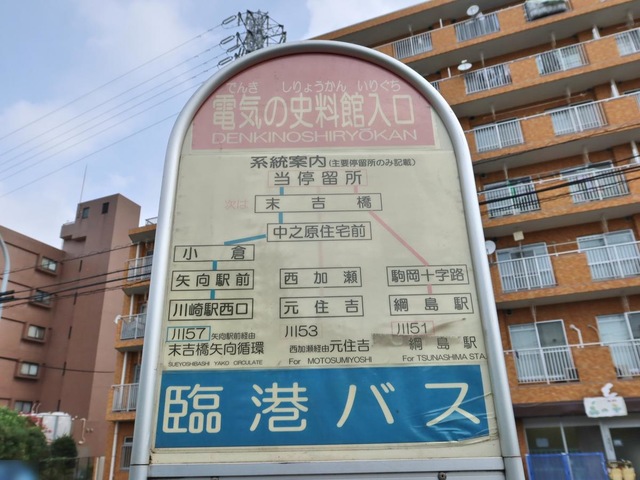 でんき しりょうかん いりぐち
電気の史料館入口
DENKINOSHIRYŌKAN
系統案内(主要停留所のみ記載)
当停留所
次は 末吉橋
中之原住宅前
小倉
矢向駅前 西加瀬 駒岡十字路
川崎駅西口 元住吉 綱島駅
川57 矢向駅前経由 川53 川51
末吉橋矢向循環 西加瀬経由元住吉 綱島駅
SUEYOSHIBASHI YAKO CIRCULATE For MOTOSUMIYOSHI For TSUNASHIMA STA.
臨港バス